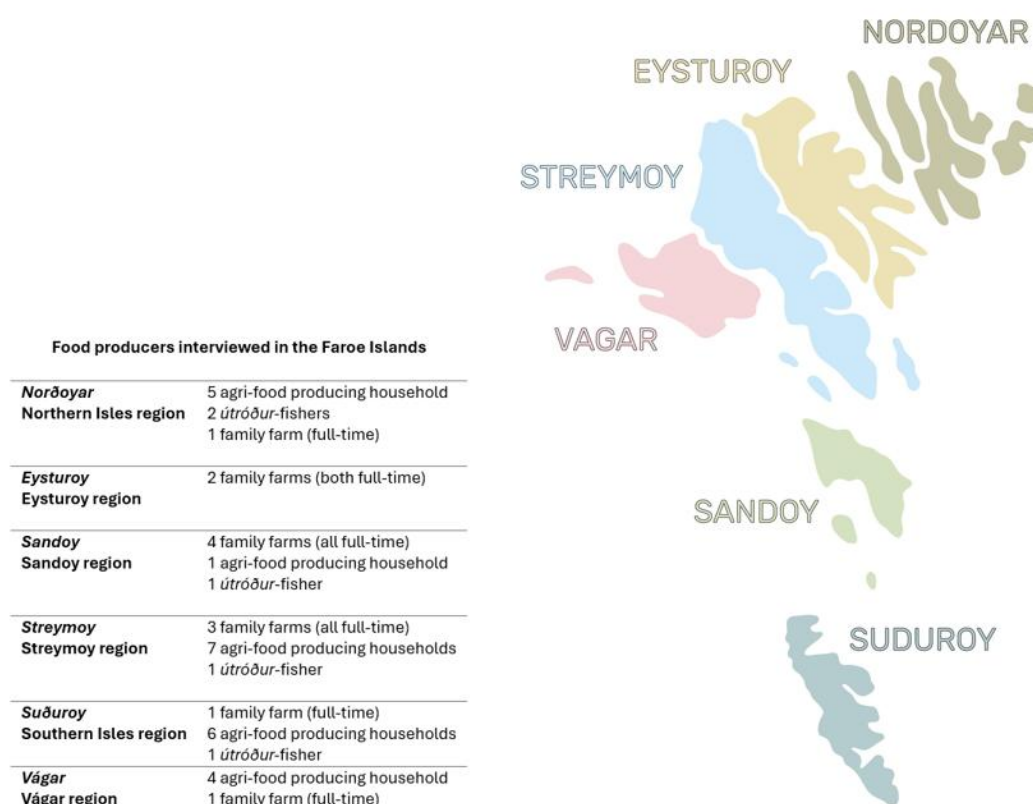 NORDOYAR
EYSTUROY
STREYMOY
VAGAR
SANDOY
SUDUROY
Food producers interviewed in the Faroe Islands
Norðoyar 5 agri-food producing household
Northern Isles region 2 útróður-fishers
1 family farm (full-time)
Eysturoy 2 family farms (both full-time)
Eysturoy region
Sandoy 4 family farms (all full-time)
Sandoy region 1 agri-food producing household
1 útróður-fisher
Streymoy 3 family farms (all full-time)
Streymoy region 7 agri-food producing households
1 útróður-fisher
Suðuroy 1 family farm (full-time)
Southern Isles region 6 agri-food producing households
1 útróður-fisher
Vágar 4 agri-food producing household
Vágar region 1 family farm (full-time)